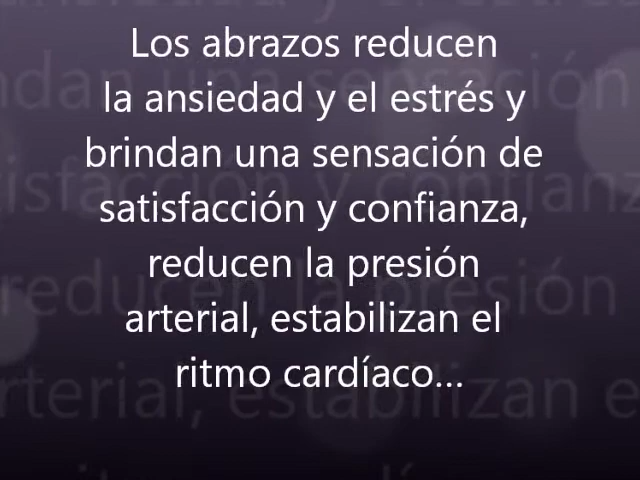 Los abrazos reducen
la ansiedad y el estrés y
brindan una sensación de
satisfacción y confianza,
reducen la presión
arterial, estabilizan el
ritmo cardíaco...